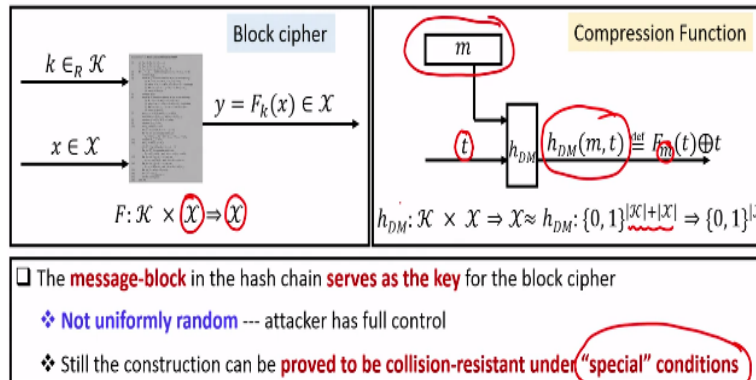 Block cipher
k ∈_R 𝒦
y = F_k(x) ∈ 𝒳
x ∈ 𝒳
F: 𝒦 × 𝒳 ⇒ 𝒳
Compression Function
m
t
h_DM
h_DM(m, t) ≝ F_m(t)⊕t
h_DM: 𝒦 × 𝒳 ⇒ 𝒳 ≈ h_DM: {0, 1}^{|𝒦|+|𝒳|} ⇒ {0, 1}
❑ The message-block in the hash chain serves as the key for the block cipher
❖ Not uniformly random --- attacker has full control
❖ Still the construction can be proved to be collision-resistant under "special" conditions